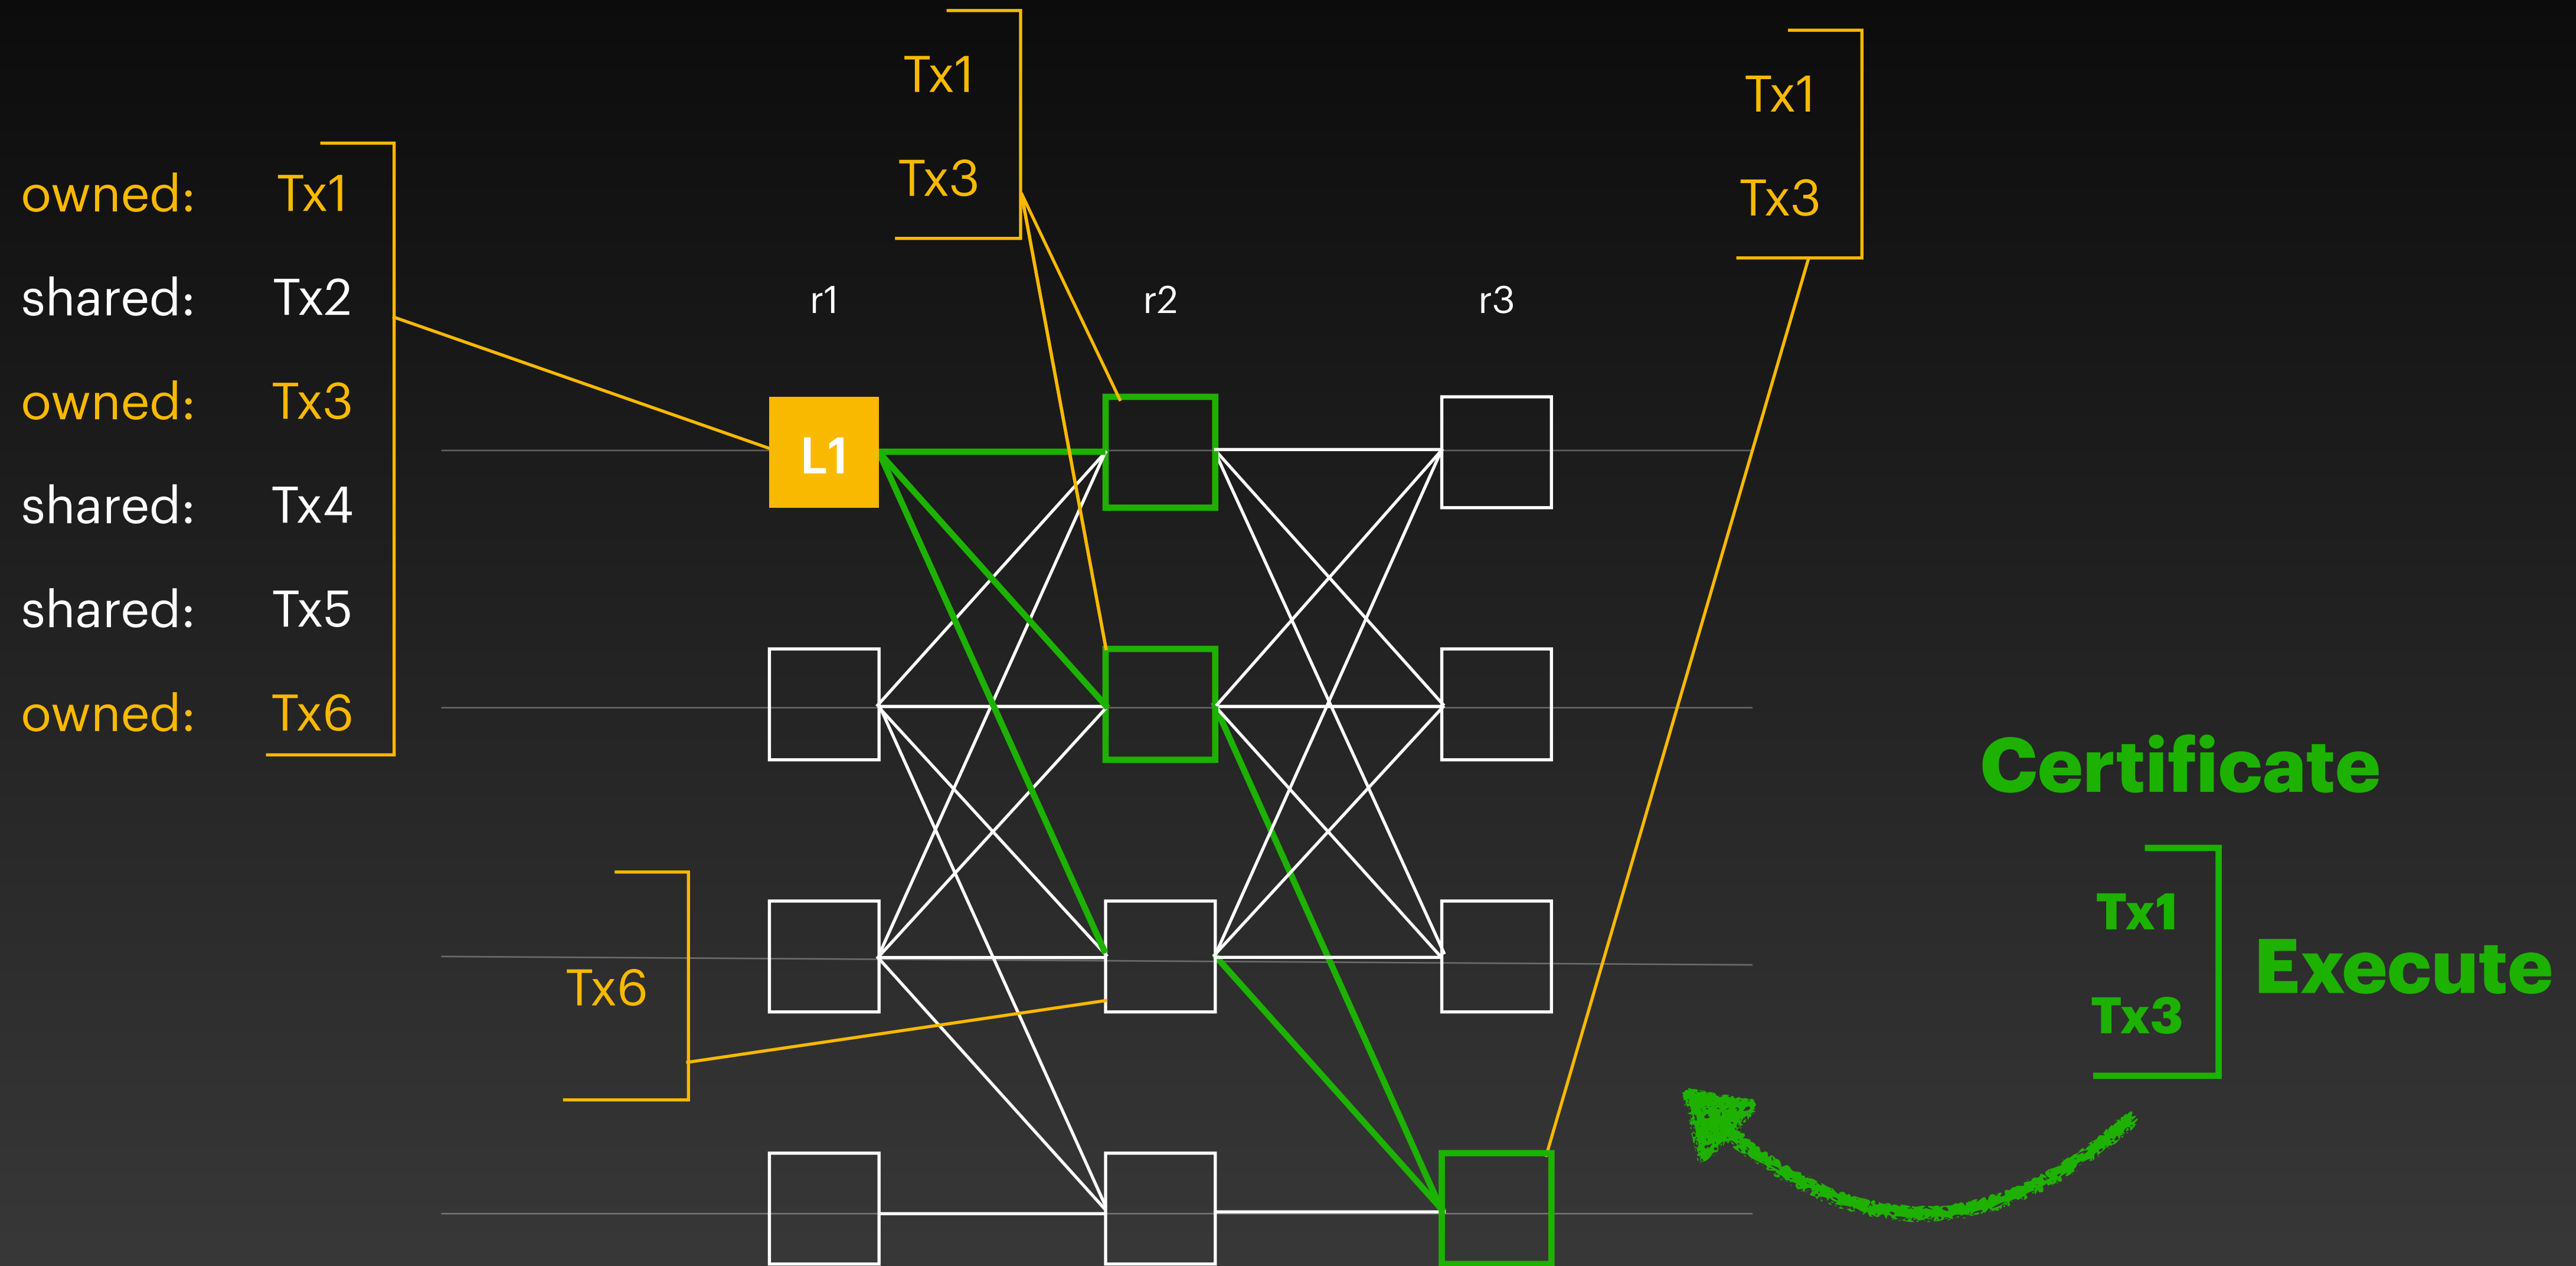 Tx1
Tx3
Tx1
Tx3
owned: Tx1
shared: Tx2
owned: Tx3
shared: Tx4
shared: Tx5
owned: Tx6
r1 r2 r3
L1
Tx6
Certificate
Tx1
Tx3
Execute